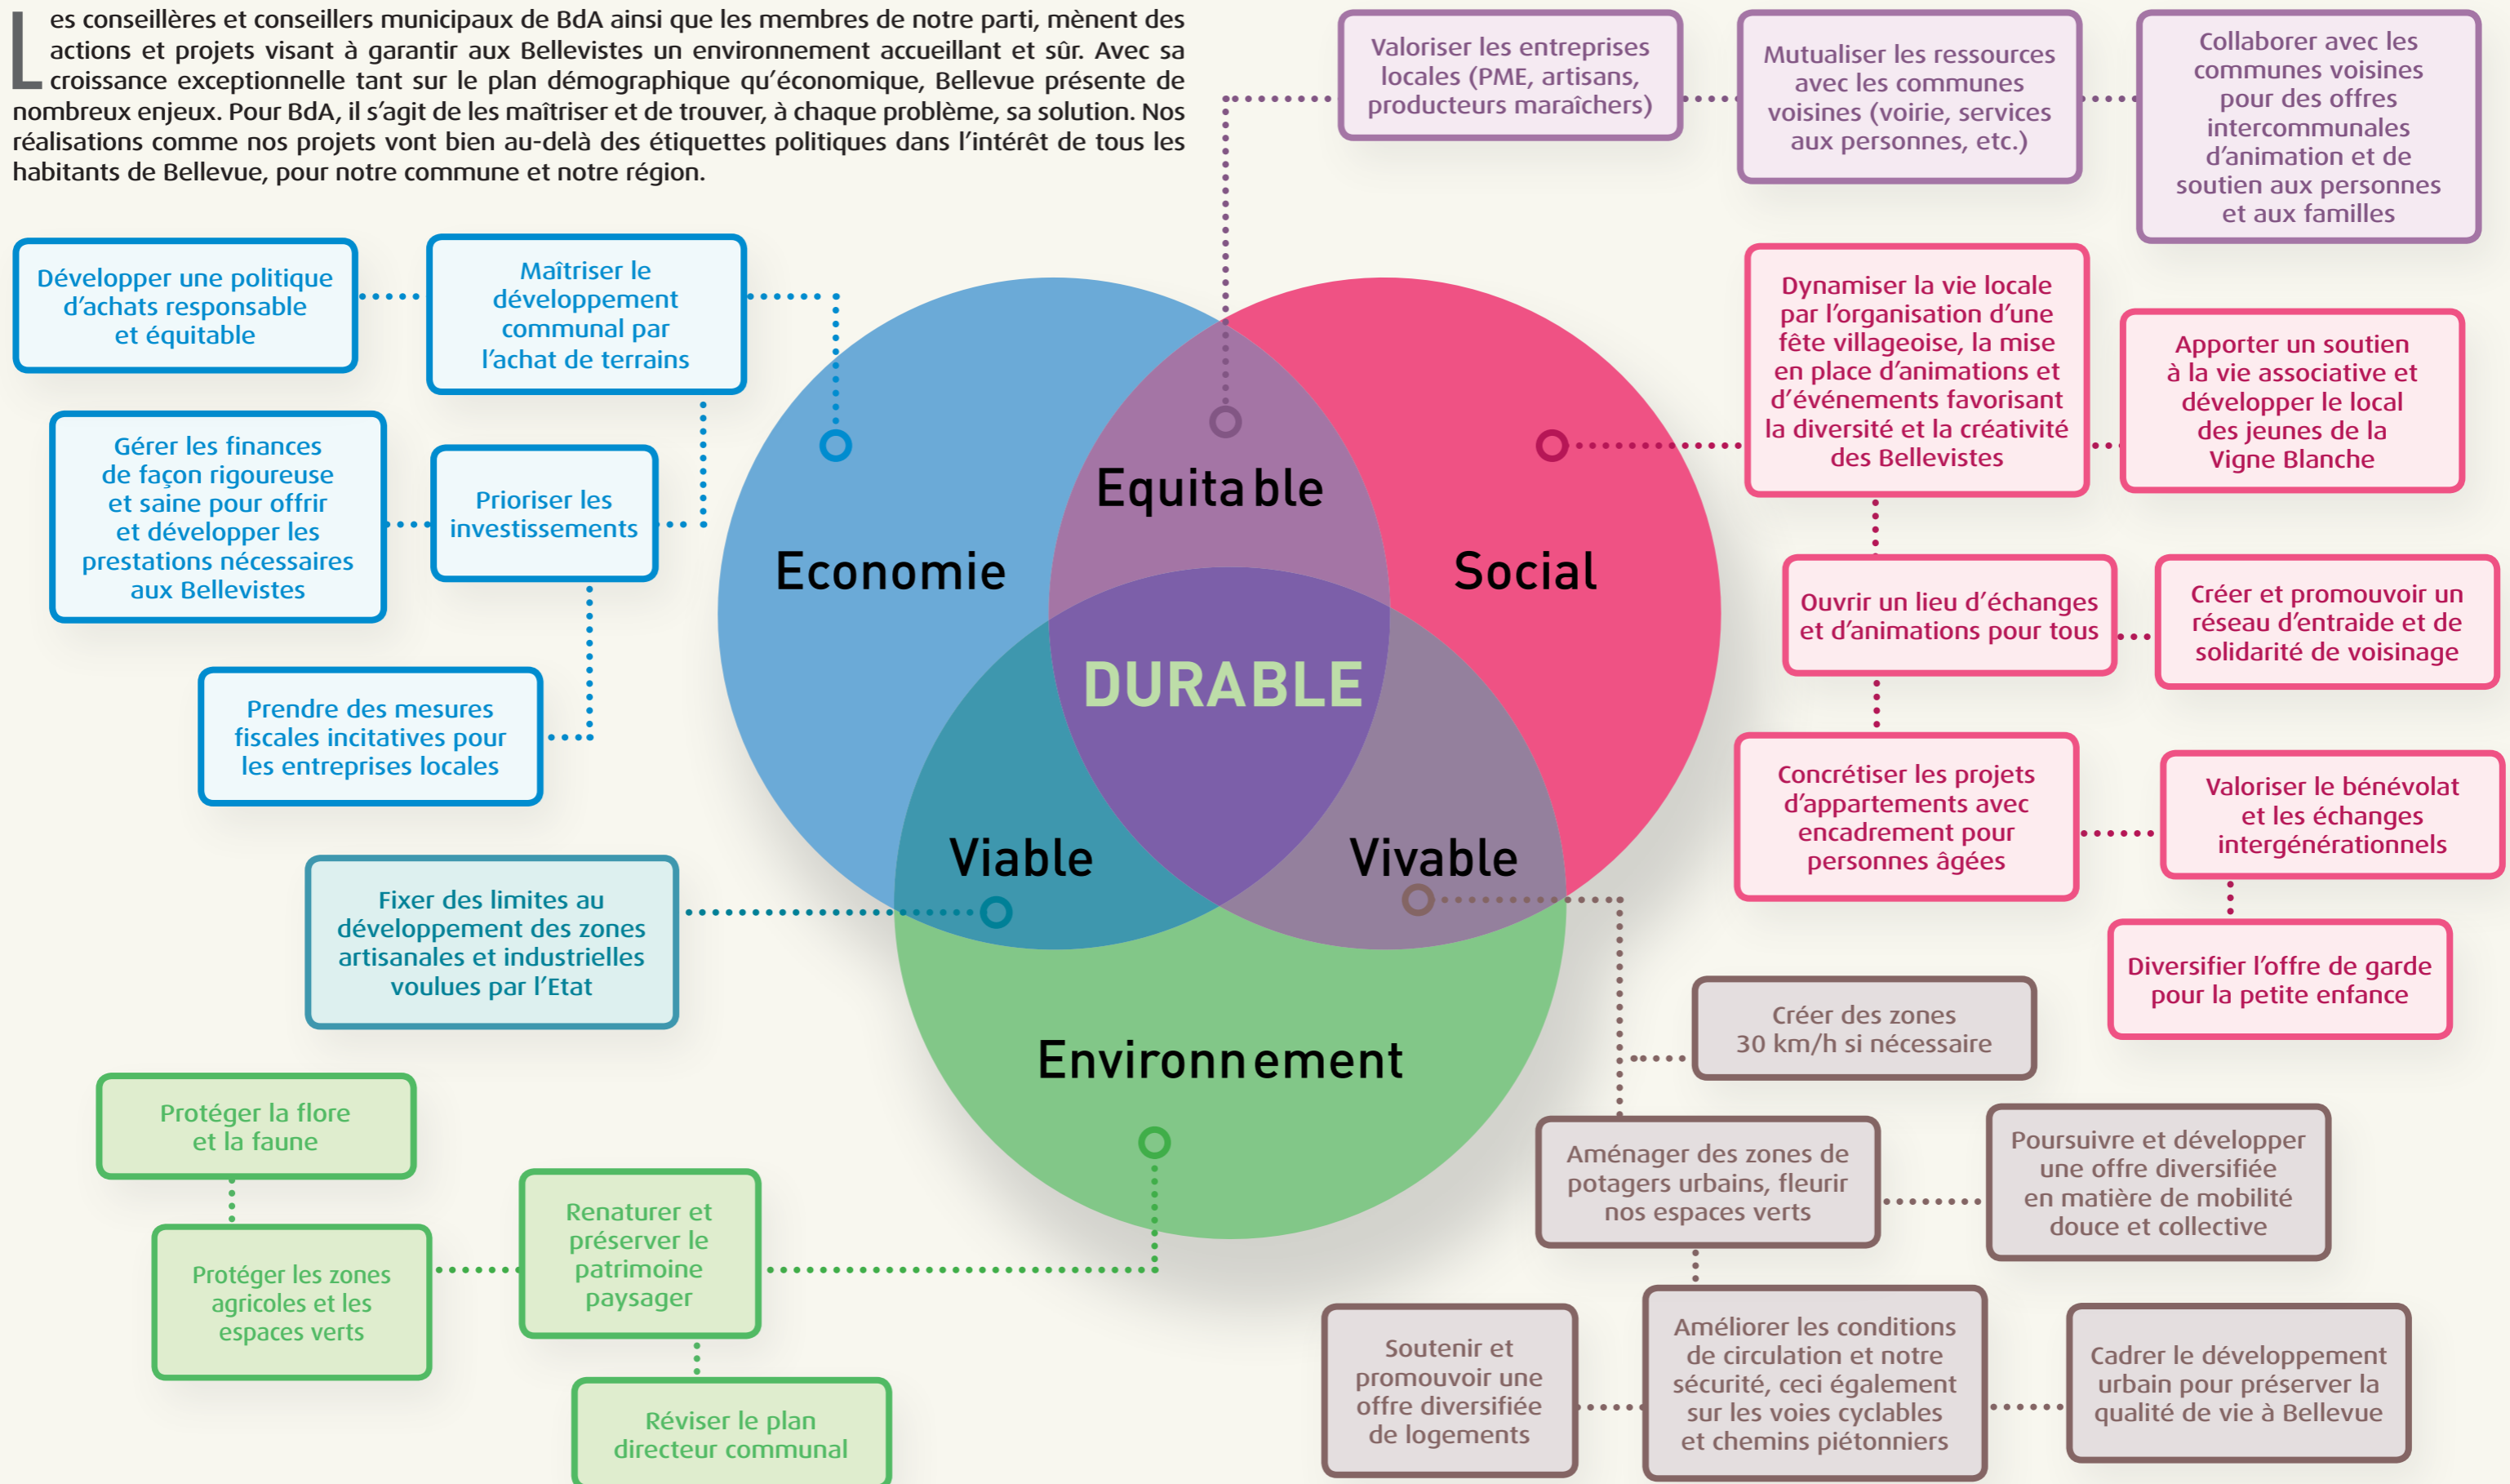 Les conseillères et conseillers municipaux de BdA ainsi que les membres de notre parti, mènent des
actions et projets visant à garantir aux Bellevistes un environnement accueillant et sûr. Avec sa
croissance exceptionnelle tant sur le plan démographique qu’économique, Bellevue présente de
nombreux enjeux. Pour BdA, il s’agit de les maîtriser et de trouver, à chaque problème, sa solution. Nos
réalisations comme nos projets vont bien au-delà des étiquettes politiques dans l’intérêt de tous les
habitants de Bellevue, pour notre commune et notre région.
Valoriser les entreprises
locales (PME, artisans,
producteurs maraîchers)
Mutualiser les ressources
avec les communes
voisines (voirie, services
aux personnes, etc.)
Collaborer avec les
communes voisines
pour des offres
intercommunales
d’animation et de
soutien aux personnes
et aux familles
Développer une politique
d’achats responsable
et équitable
Maîtriser le
développement
communal par
l’achat de terrains
Gérer les finances
de façon rigoureuse
et saine pour offrir
et développer les
prestations nécessaires
aux Bellevistes
Prioriser les
investissements
Prendre des mesures
fiscales incitatives pour
les entreprises locales
Equitable
Economie
Social
DURABLE
Viable
Vivable
Environnement
Dynamiser la vie locale
par l’organisation d’une
fête villageoise, la mise
en place d’animations et
d’événements favorisant
la diversité et la créativité
des Bellevistes
Apporter un soutien
à la vie associative et
développer le local
des jeunes de la
Vigne Blanche
Ouvrir un lieu d’échanges
et d’animations pour tous
Créer et promouvoir un
réseau d’entraide et de
solidarité de voisinage
Concrétiser les projets
d’appartements avec
encadrement pour
personnes âgées
Valoriser le bénévolat
et les échanges
intergénérationnels
Diversifier l’offre de garde
pour la petite enfance
Fixer des limites au
développement des zones
artisanales et industrielles
voulues par l’Etat
Protéger la flore
et la faune
Protéger les zones
agricoles et les
espaces verts
Renaturer et
préserver le
patrimoine
paysager
Réviser le plan
directeur communal
Créer des zones
30 km/h si nécessaire
Aménager des zones de
potagers urbains, fleurir
nos espaces verts
Poursuivre et développer
une offre diversifiée
en matière de mobilité
douce et collective
Soutenir et
promouvoir une
offre diversifiée
de logements
Améliorer les conditions
de circulation et notre
sécurité, ceci également
sur les voies cyclables
et chemins piétonniers
Cadrer le développement
urbain pour préserver la
qualité de vie à Bellevue